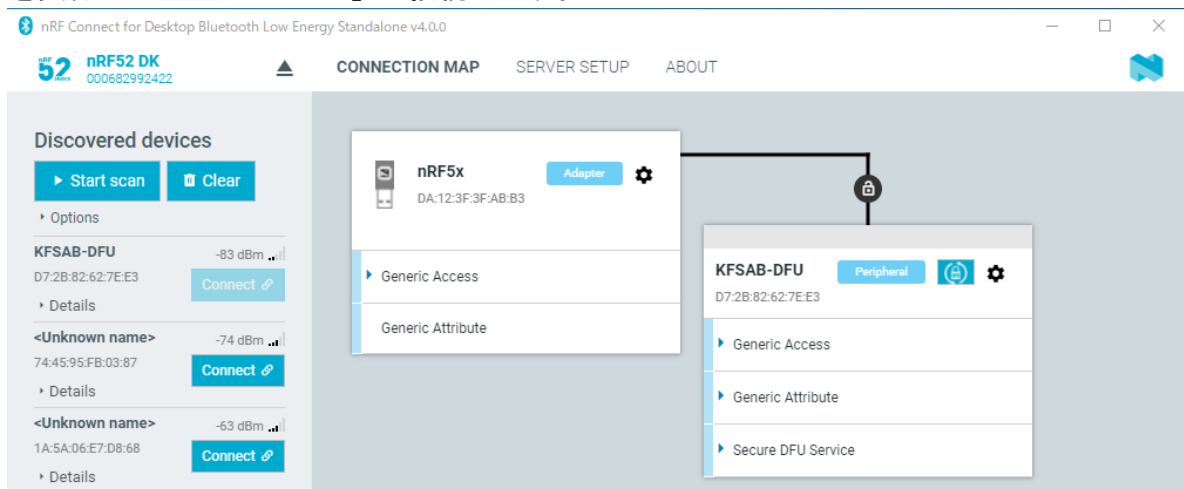 nRF Connect for Desktop Bluetooth Low Energy Standalone v4.0.0
nRF52 DK
000682992422
CONNECTION MAP SERVER SETUP ABOUT
Discovered devices
Start scan Clear
Options
KFSAB-DFU -83 dBm
D7:2B:82:62:7E:E3 Connect
Details
<Unknown name> -74 dBm
74:45:95:FB:03:87 Connect
Details
<Unknown name> -63 dBm
1A:5A:06:E7:D8:68 Connect
Details
nRF5x Adapter
DA:12:3F:3F:AB:B3
Generic Access
Generic Attribute
KFSAB-DFU Peripheral
D7:2B:82:62:7E:E3
Generic Access
Generic Attribute
Secure DFU Service